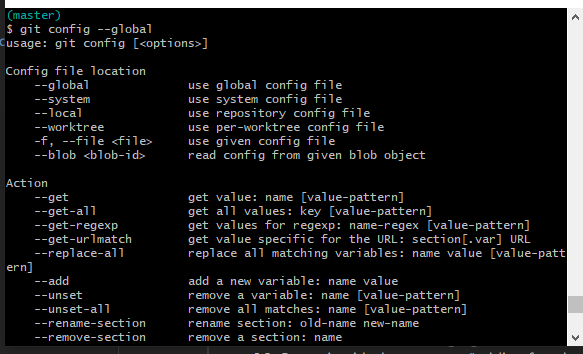 (master)
$ git config --global
usage: git config [<options>]

Config file location
    --global              use global config file
    --system              use system config file
    --local               use repository config file
    --worktree            use per-worktree config file
    -f, --file <file>     use given config file
    --blob <blob-id>      read config from given blob object

Action
    --get                 get value: name [value-pattern]
    --get-all             get all values: key [value-pattern]
    --get-regexp          get values for regexp: name-regex [value-pattern]
    --get-urlmatch        get value specific for the URL: section[.var] URL
    --replace-all         replace all matching variables: name value [value-patt
ern]
    --add                 add a new variable: name value
    --unset               remove a variable: name [value-pattern]
    --unset-all           remove all matches: name [value-pattern]
    --rename-section      rename section: old-name new-name
    --remove-section      remove a section: name